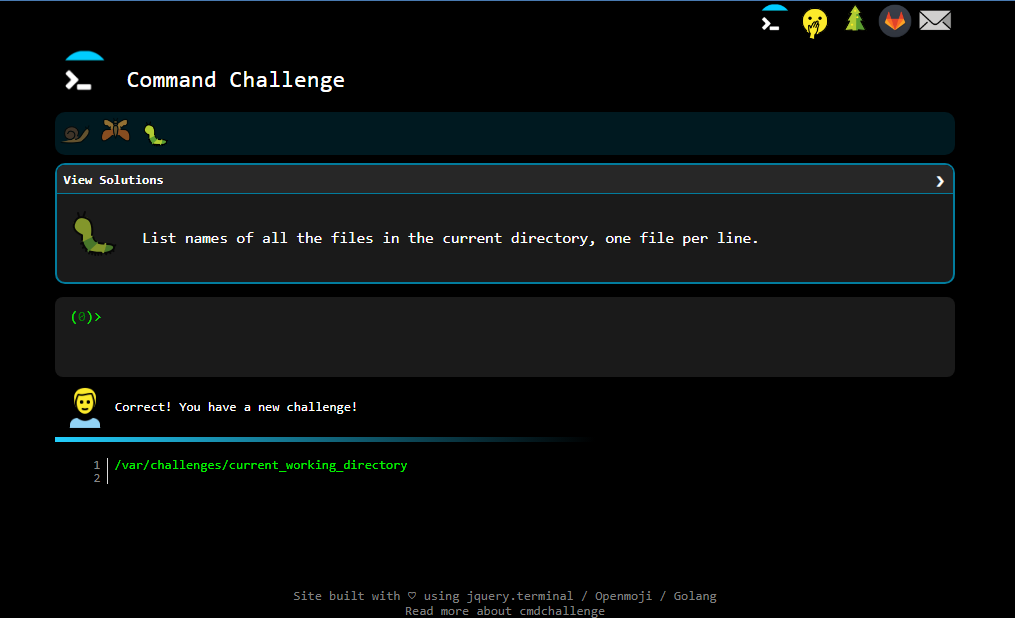 Command Challenge
View Solutions
List names of all the files in the current directory, one file per line.
(0)>
Correct! You have a new challenge!
1 /var/challenges/current_working_directory
2
Site built with ♡ using jquery.terminal / Openmoji / Golang
Read more about cmdchallenge